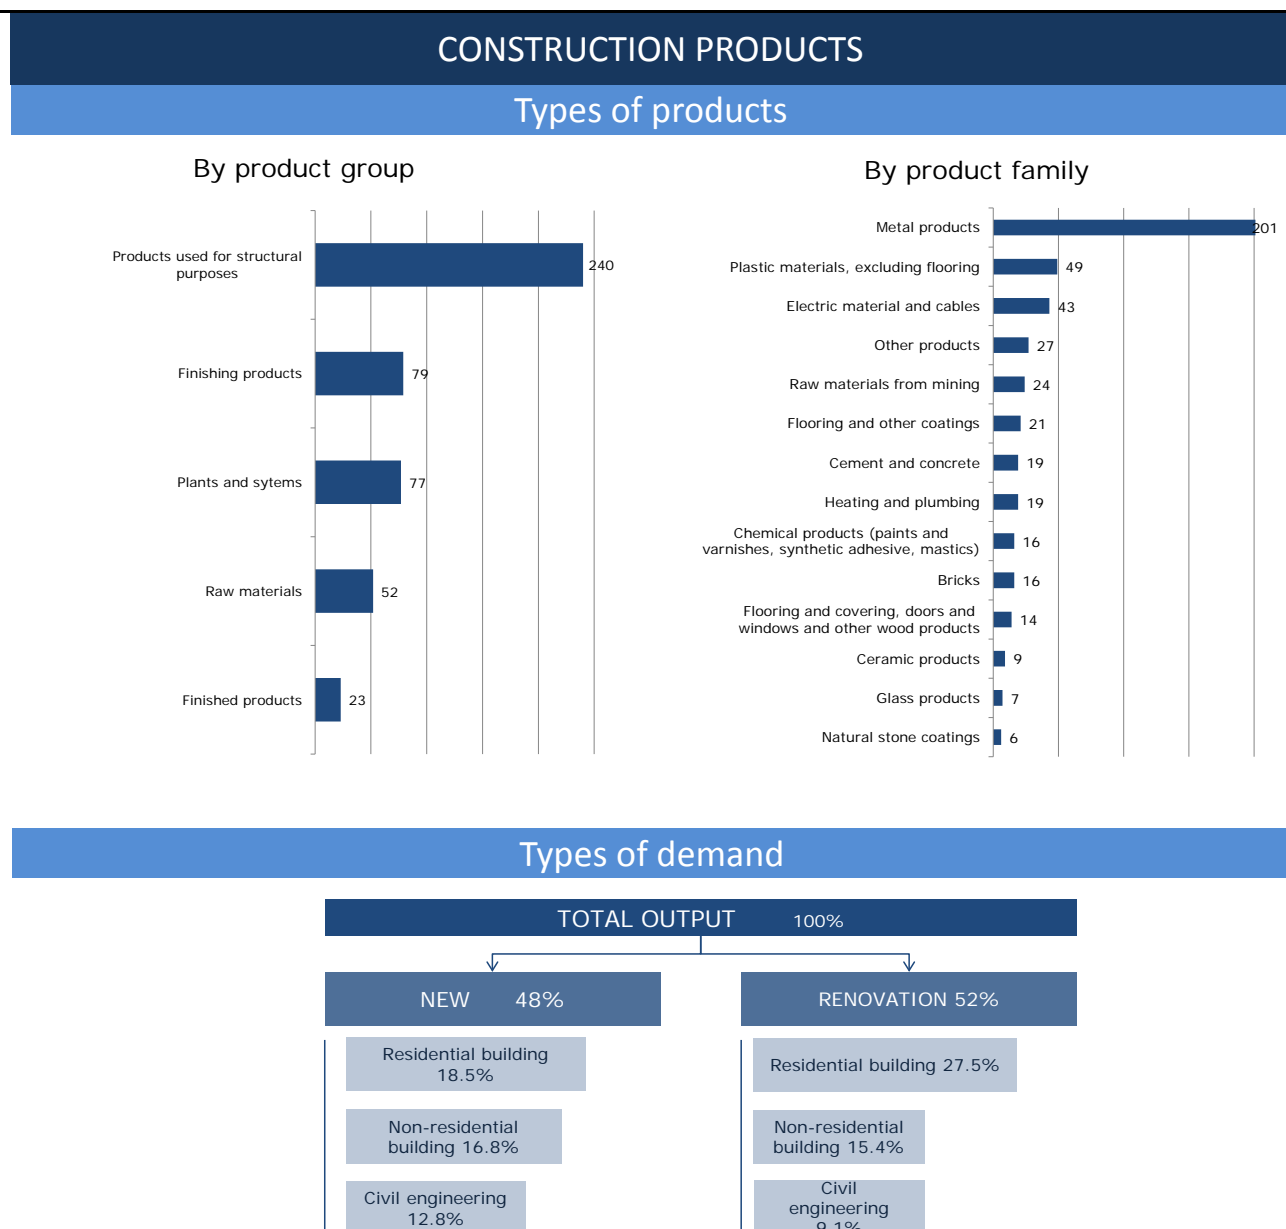 CONSTRUCTION PRODUCTS
Types of products
By product group
Products used for structural
purposes
240
Finishing products
79
Plants and sytems
77
Raw materials
52
Finished products
23
By product family
Metal products
201
Plastic materials, excluding flooring
49
Electric material and cables
43
Other products
27
Raw materials from mining
24
Flooring and other coatings
21
Cement and concrete
19
Heating and plumbing
19
Chemical products (paints and
varnishes, synthetic adhesive, mastics)
16
Bricks
16
Flooring and covering, doors and
windows and other wood products
14
Ceramic products
9
Glass products
7
Natural stone coatings
6
Types of demand
TOTAL OUTPUT 100%
NEW 48%
Residential building
18.5%
Non-residential
building 16.8%
Civil engineering
12.8%
RENOVATION 52%
Residential building 27.5%
Non-residential
building 15.4%
Civil
engineering
9.1%